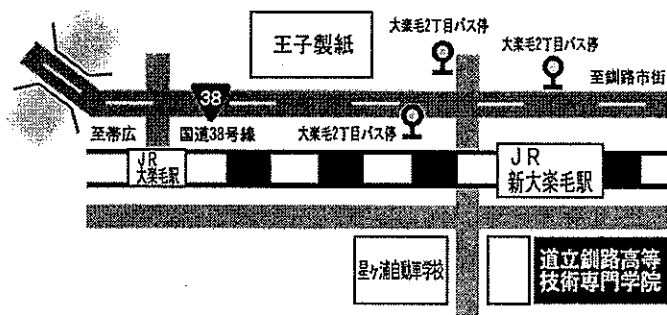 王子製紙
大楽毛2丁目バス停
大楽毛2丁目バス停
至釧路市街
38
至帯広
国道38号線
大楽毛2丁目バス停
JR
大楽毛駅
JR
新大楽毛駅
星ヶ浦自動車学校
道立釧路高等
技術専門学院